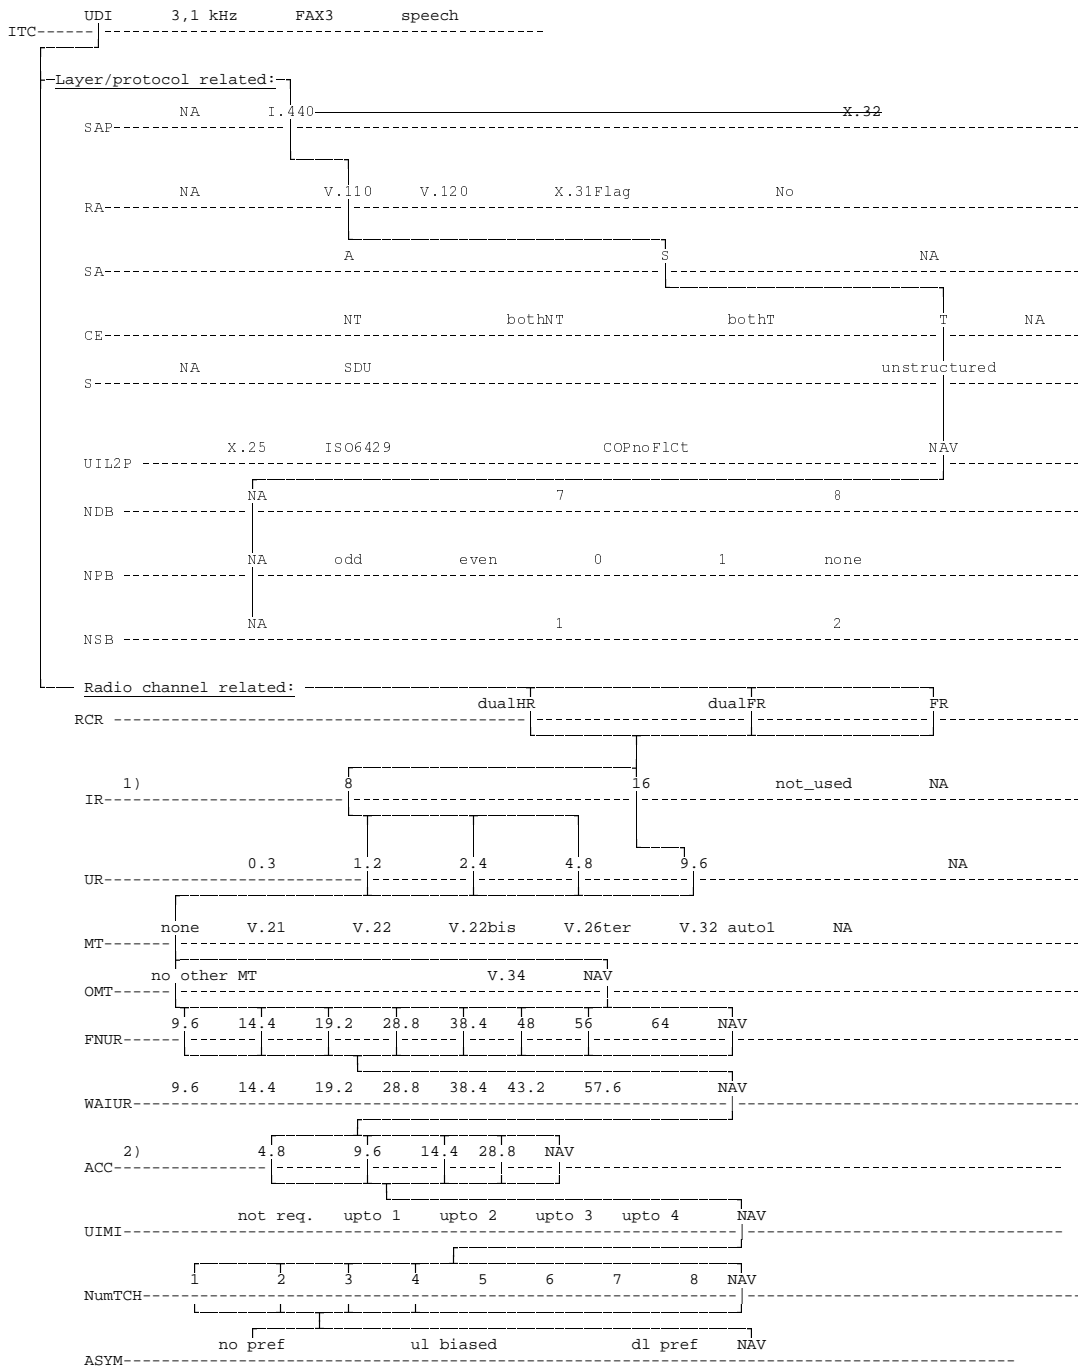 UDI 3,1 kHz FAX3 speech
ITC
Layer/protocol related:
NA I.440 X.32
SAP
NA V.110 V.120 X.31Flag No
RA
A S NA
SA
NT bothNT bothT T NA
CE
NA SDU unstructured
S
X.25 ISO6429 COPnoFlCt NAV
UIL2P
NA 7 8
NDB
NA odd even 0 1 none
NPB
NA 1 2
NSB
Radio channel related:
dualHR dualFR FR
RCR
1) 8 16 not_used NA
IR
0.3 1.2 2.4 4.8 9.6 NA
UR
none V.21 V.22 V.22bis V.26ter V.32 auto1 NA
MT
no other MT V.34 NAV
OMT
9.6 14.4 19.2 28.8 38.4 48 56 64 NAV
FNUR
9.6 14.4 19.2 28.8 38.4 43.2 57.6 NAV
WAIUR
2) 4.8 9.6 14.4 28.8 NAV
ACC
not req. upto 1 upto 2 upto 3 upto 4 NAV
UIMI
1 2 3 4 5 6 7 8 NAV
NumTCH
no pref ul biased dl pref NAV
ASYM